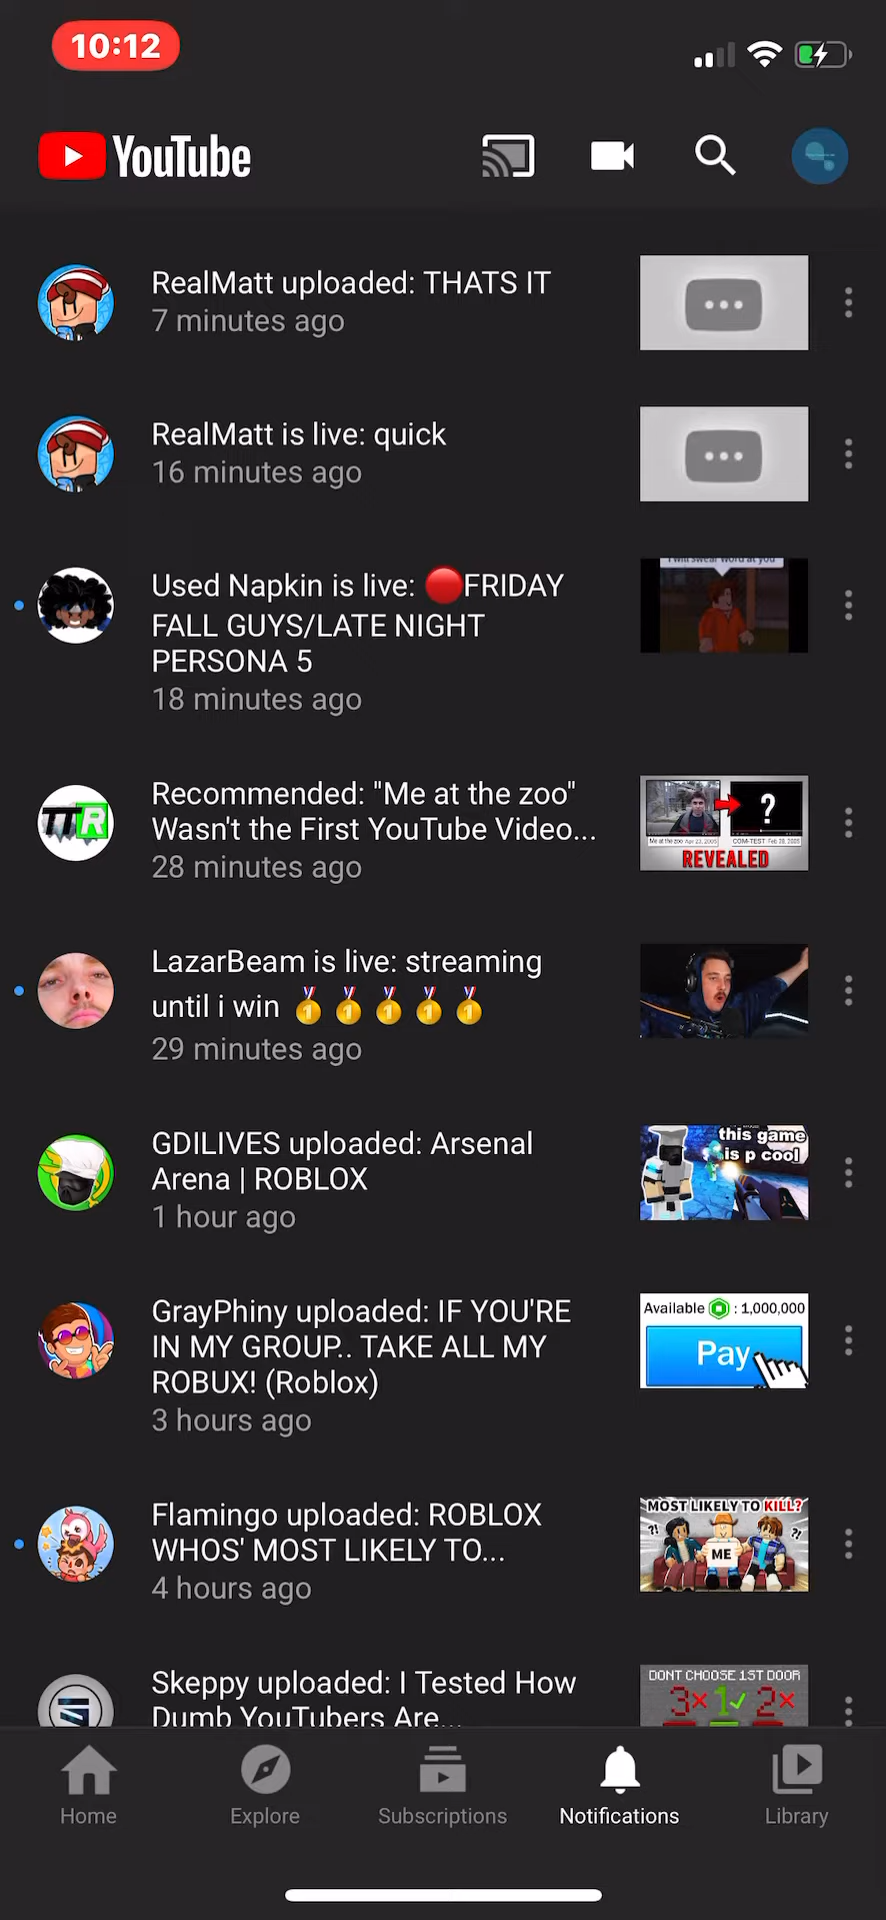 10:12
YouTube
RealMatt uploaded: THATS IT
7 minutes ago
RealMatt is live: quick
16 minutes ago
Used Napkin is live: 🔴FRIDAY
FALL GUYS/LATE NIGHT
PERSONA 5
18 minutes ago
I will swear word at you
Recommended: "Me at the zoo"
Wasn't the First YouTube Video...
28 minutes ago
?
Me at the zoo Apr 23, 2005
COM-TEST Feb 28, 2005
REVEALED
LazarBeam is live: streaming
until i win 🏅🏅🏅🏅🏅
29 minutes ago
GDILIVES uploaded: Arsenal
Arena | ROBLOX
1 hour ago
this game
is p cool
GrayPhiny uploaded: IF YOU'RE
IN MY GROUP.. TAKE ALL MY
ROBUX! (Roblox)
3 hours ago
Available : 1,000,000
Pay
Flamingo uploaded: ROBLOX
WHOS' MOST LIKELY TO...
4 hours ago
MOST LIKELY TO KILL?
?!
?!
ME
Skeppy uploaded: I Tested How
Dumb YouTubers Are...
DONT CHOOSE 1ST DOOR
3× 1✓ 2×
Home
Explore
Subscriptions
Notifications
Library